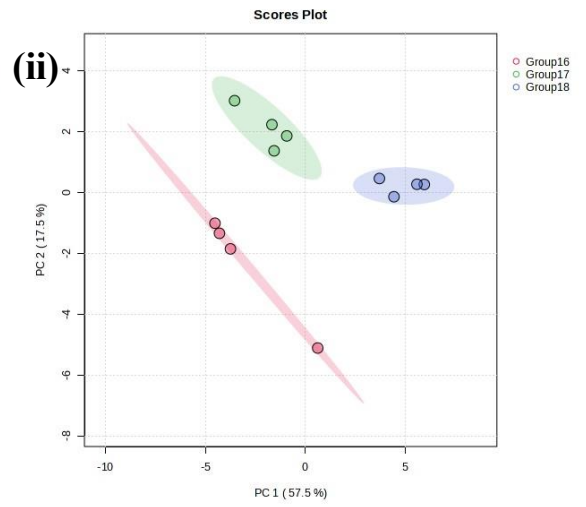 Scores Plot
(ii)
Group16
Group17
Group18
4
2
0
-2
-4
-6
-8
PC 2 ( 17.5 %)
-10 -5 0 5
PC 1 ( 57.5 %)